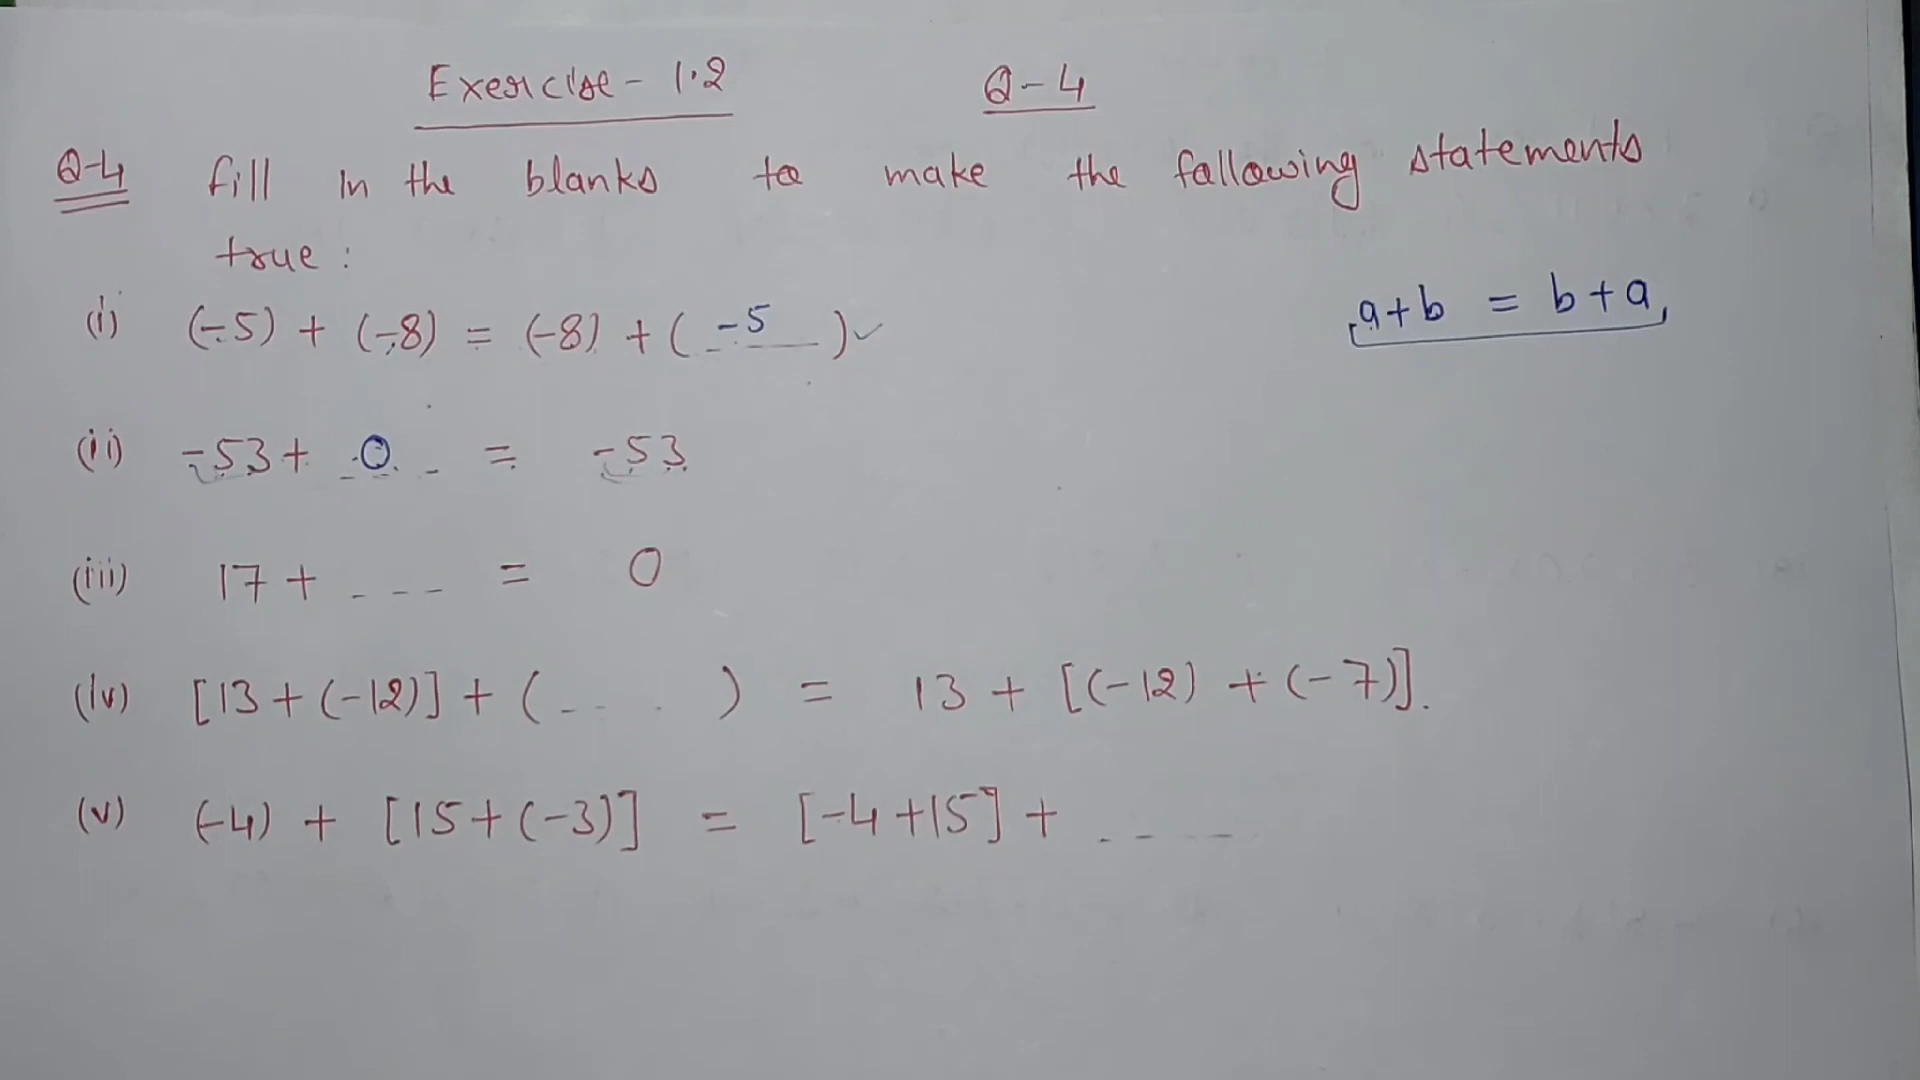 Exercise - 1.2 Q-4
Q-4 fill in the blanks to make the following statements
true :
(i) (-5) + (-8) = (-8) + ( -5 ) ✓ a+b = b+a
(ii) -53 + 0 = -53
(iii) 17 + --- = 0
(iv) [13 + (-12)] + ( --- ) = 13 + [(-12) + (-7)].
(v) (-4) + [15 + (-3)] = [-4 +15] + ---